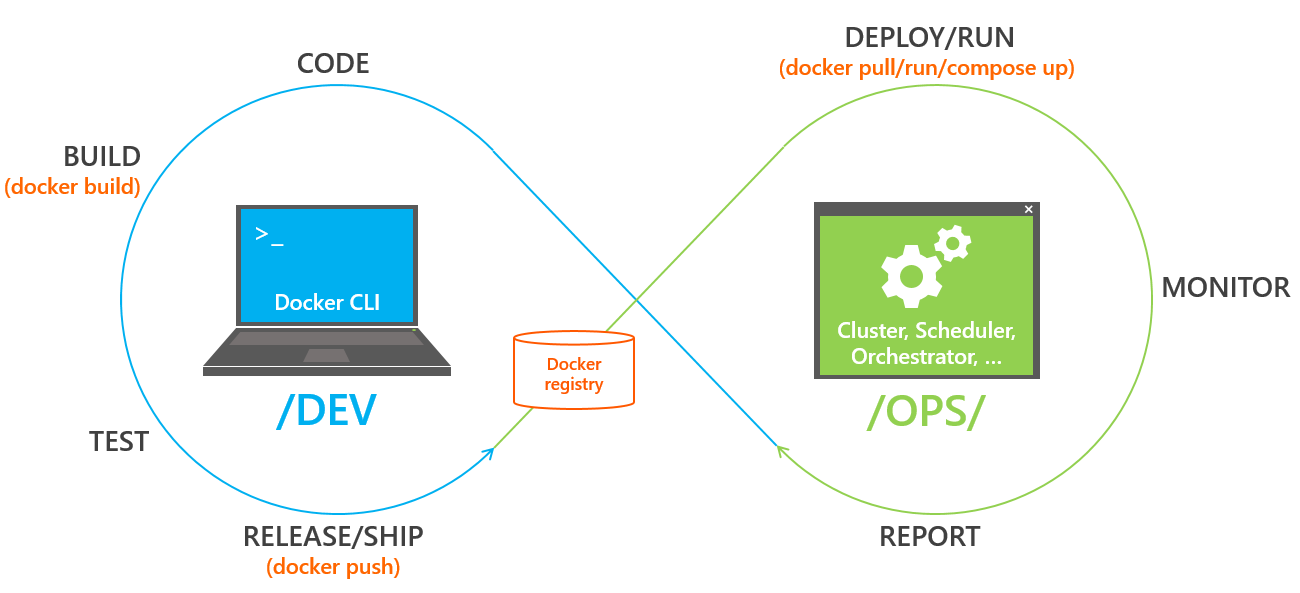 CODE
BUILD
(docker build)
>_
Docker CLI
/DEV
TEST
RELEASE/SHIP
(docker push)
Docker
registry
DEPLOY/RUN
(docker pull/run/compose up)
×
Cluster, Scheduler,
Orchestrator, ...
/OPS/
MONITOR
REPORT